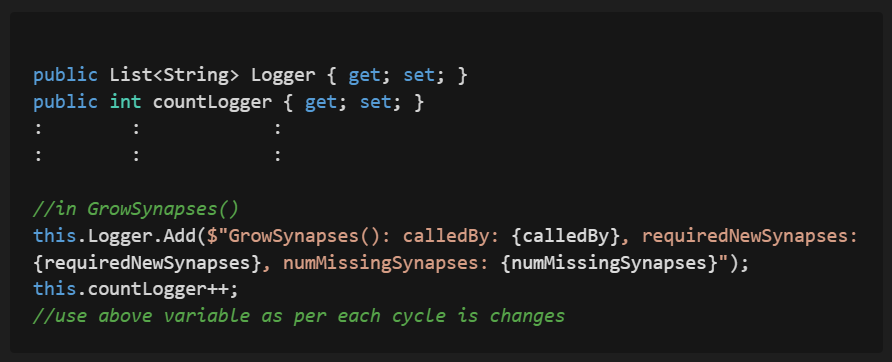 public List<String> Logger { get; set; }
public int countLogger { get; set; }
:        :            :
:        :            :
//in GrowSynapses()
this.Logger.Add($"GrowSynapses(): calledBy: {calledBy}, requiredNewSynapses:
{requiredNewSynapses}, numMissingSynapses: {numMissingSynapses}");
this.countLogger++;
//use above variable as per each cycle is changes